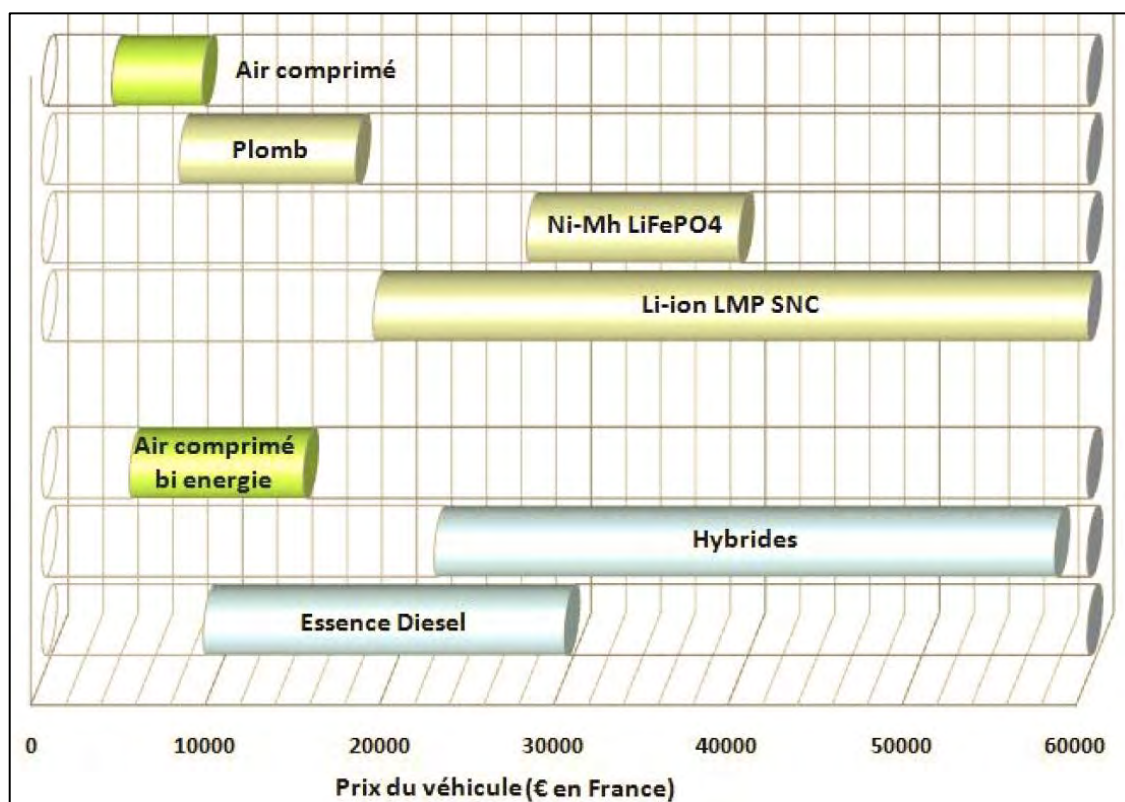 Air comprimé
Plomb
Ni-Mh LiFePO4
Li-ion LMP SNC
Air comprimé
bi energie
Hybrides
Essence Diesel
0 10000 20000 30000 40000 50000 60000
Prix du véhicule (€ en France)